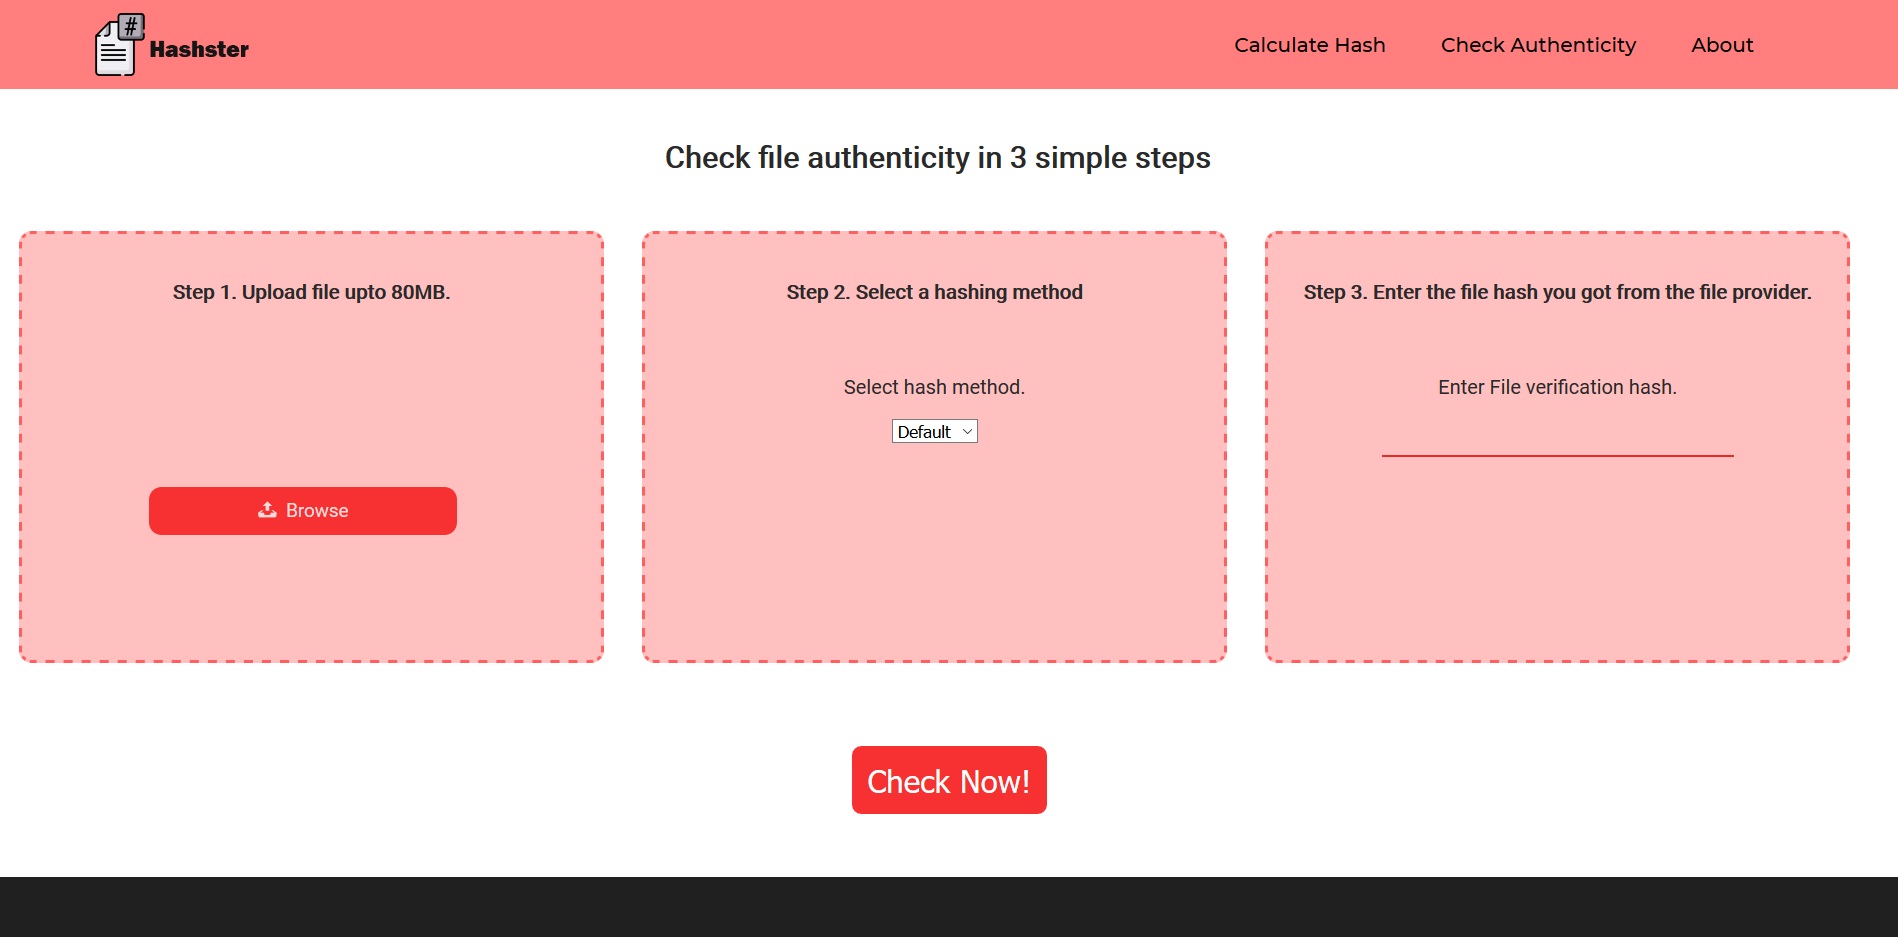 #
Hashster
Calculate Hash
Check Authenticity
About
Check file authenticity in 3 simple steps
Step 1. Upload file upto 80MB.
Browse
Step 2. Select a hashing method
Select hash method.
Default
Step 3. Enter the file hash you got from the file provider.
Enter File verification hash.
Check Now!